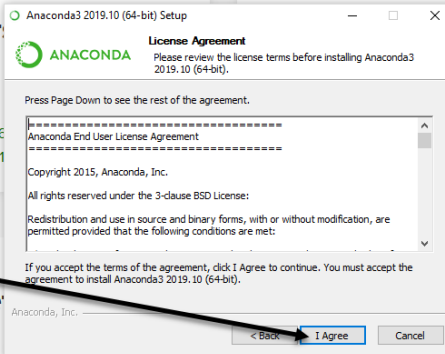 Anaconda3 2019.10 (64-bit) Setup
ANACONDA
License Agreement
Please review the license terms before installing Anaconda3
2019.10 (64-bit).
Press Page Down to see the rest of the agreement.
===================================
Anaconda End User License Agreement
===================================
Copyright 2015, Anaconda, Inc.
All rights reserved under the 3-clause BSD License:
Redistribution and use in source and binary forms, with or without modification, are
permitted provided that the following conditions are met:
If you accept the terms of the agreement, click I Agree to continue. You must accept the
agreement to install Anaconda3 2019.10 (64-bit).
Anaconda, Inc.
< Back
I Agree
Cancel